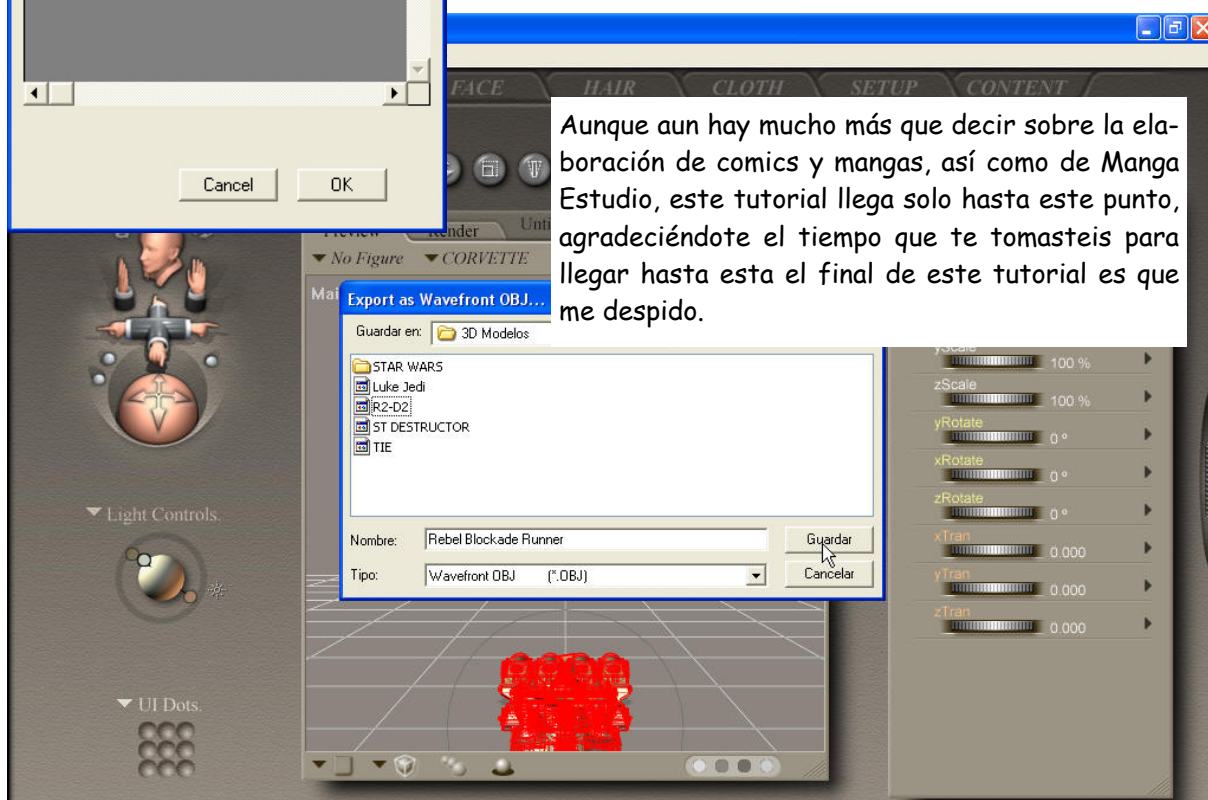 FACE HAIR CLOTH SETUP CONTENT
Aunque aun hay mucho más que decir sobre la ela-
boración de comics y mangas, así como de Manga
Estudio, este tutorial llega solo hasta este punto,
agradeciéndote el tiempo que te tomasteis para
llegar hasta esta el final de este tutorial es que
me despido.
Cancel OK
Preview Render Unti
No Figure CORVETTE
Mai
Export as Wavefront OBJ...
Guardar en: 3D Modelos
STAR WARS
Luke Jedi
R2-D2
ST DESTRUCTOR
TIE
Nombre: Rebel Blockade Runner Guardar
Tipo: Wavefront OBJ (*.OBJ) Cancelar
yScale
100 %
zScale
100 %
yRotate
0 °
xRotate
0 °
zRotate
0 °
xTran
0.000
yTran
0.000
zTran
0.000
Light Controls.
UI Dots.